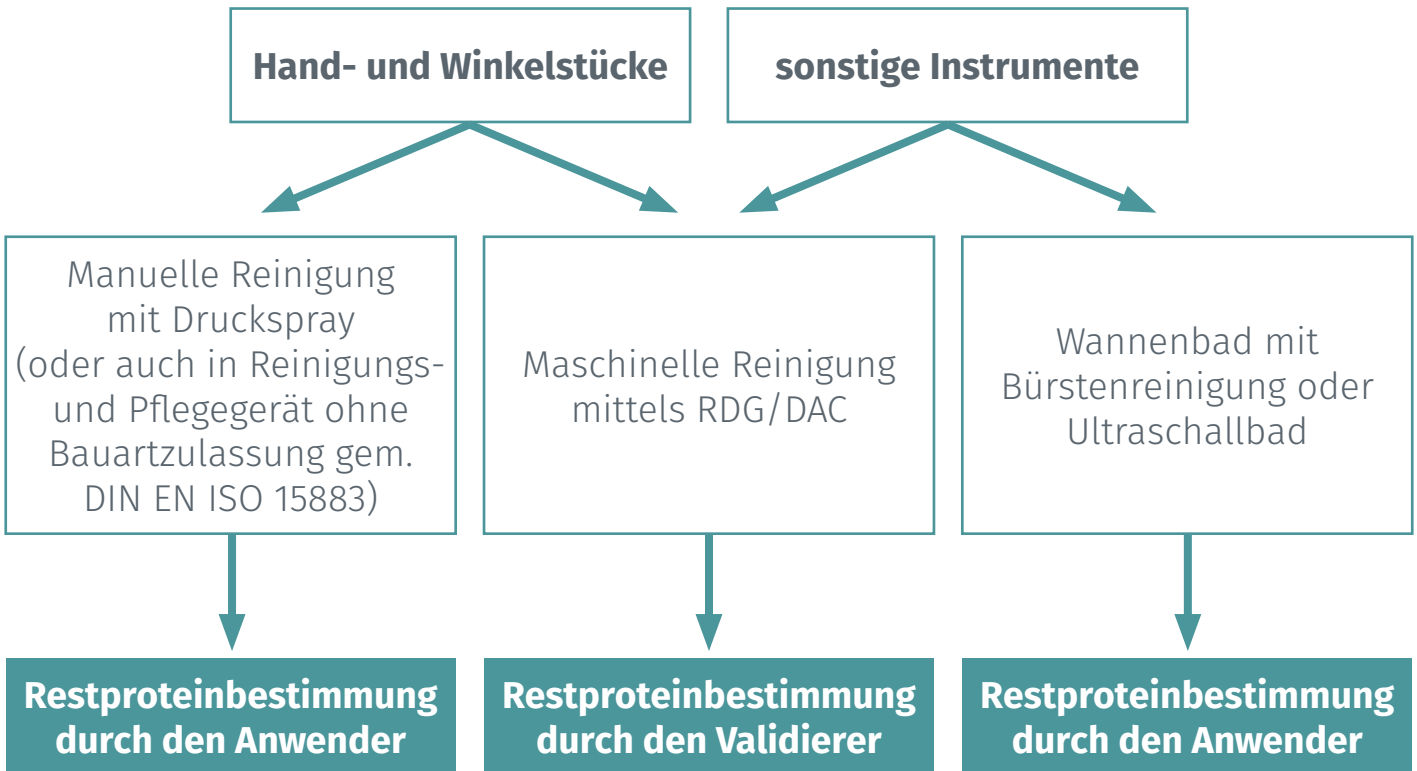 Hand- und Winkelstücke
sonstige Instrumente
Manuelle Reinigung
mit Druckspray
(oder auch in Reinigungs-
und Pflegegerät ohne
Bauartzulassung gem.
DIN EN ISO 15883)
Maschinelle Reinigung
mittels RDG/DAC
Wannenbad mit
Bürstenreinigung oder
Ultraschallbad
Restproteinbestimmung
durch den Anwender
Restproteinbestimmung
durch den Validierer
Restproteinbestimmung
durch den Anwender